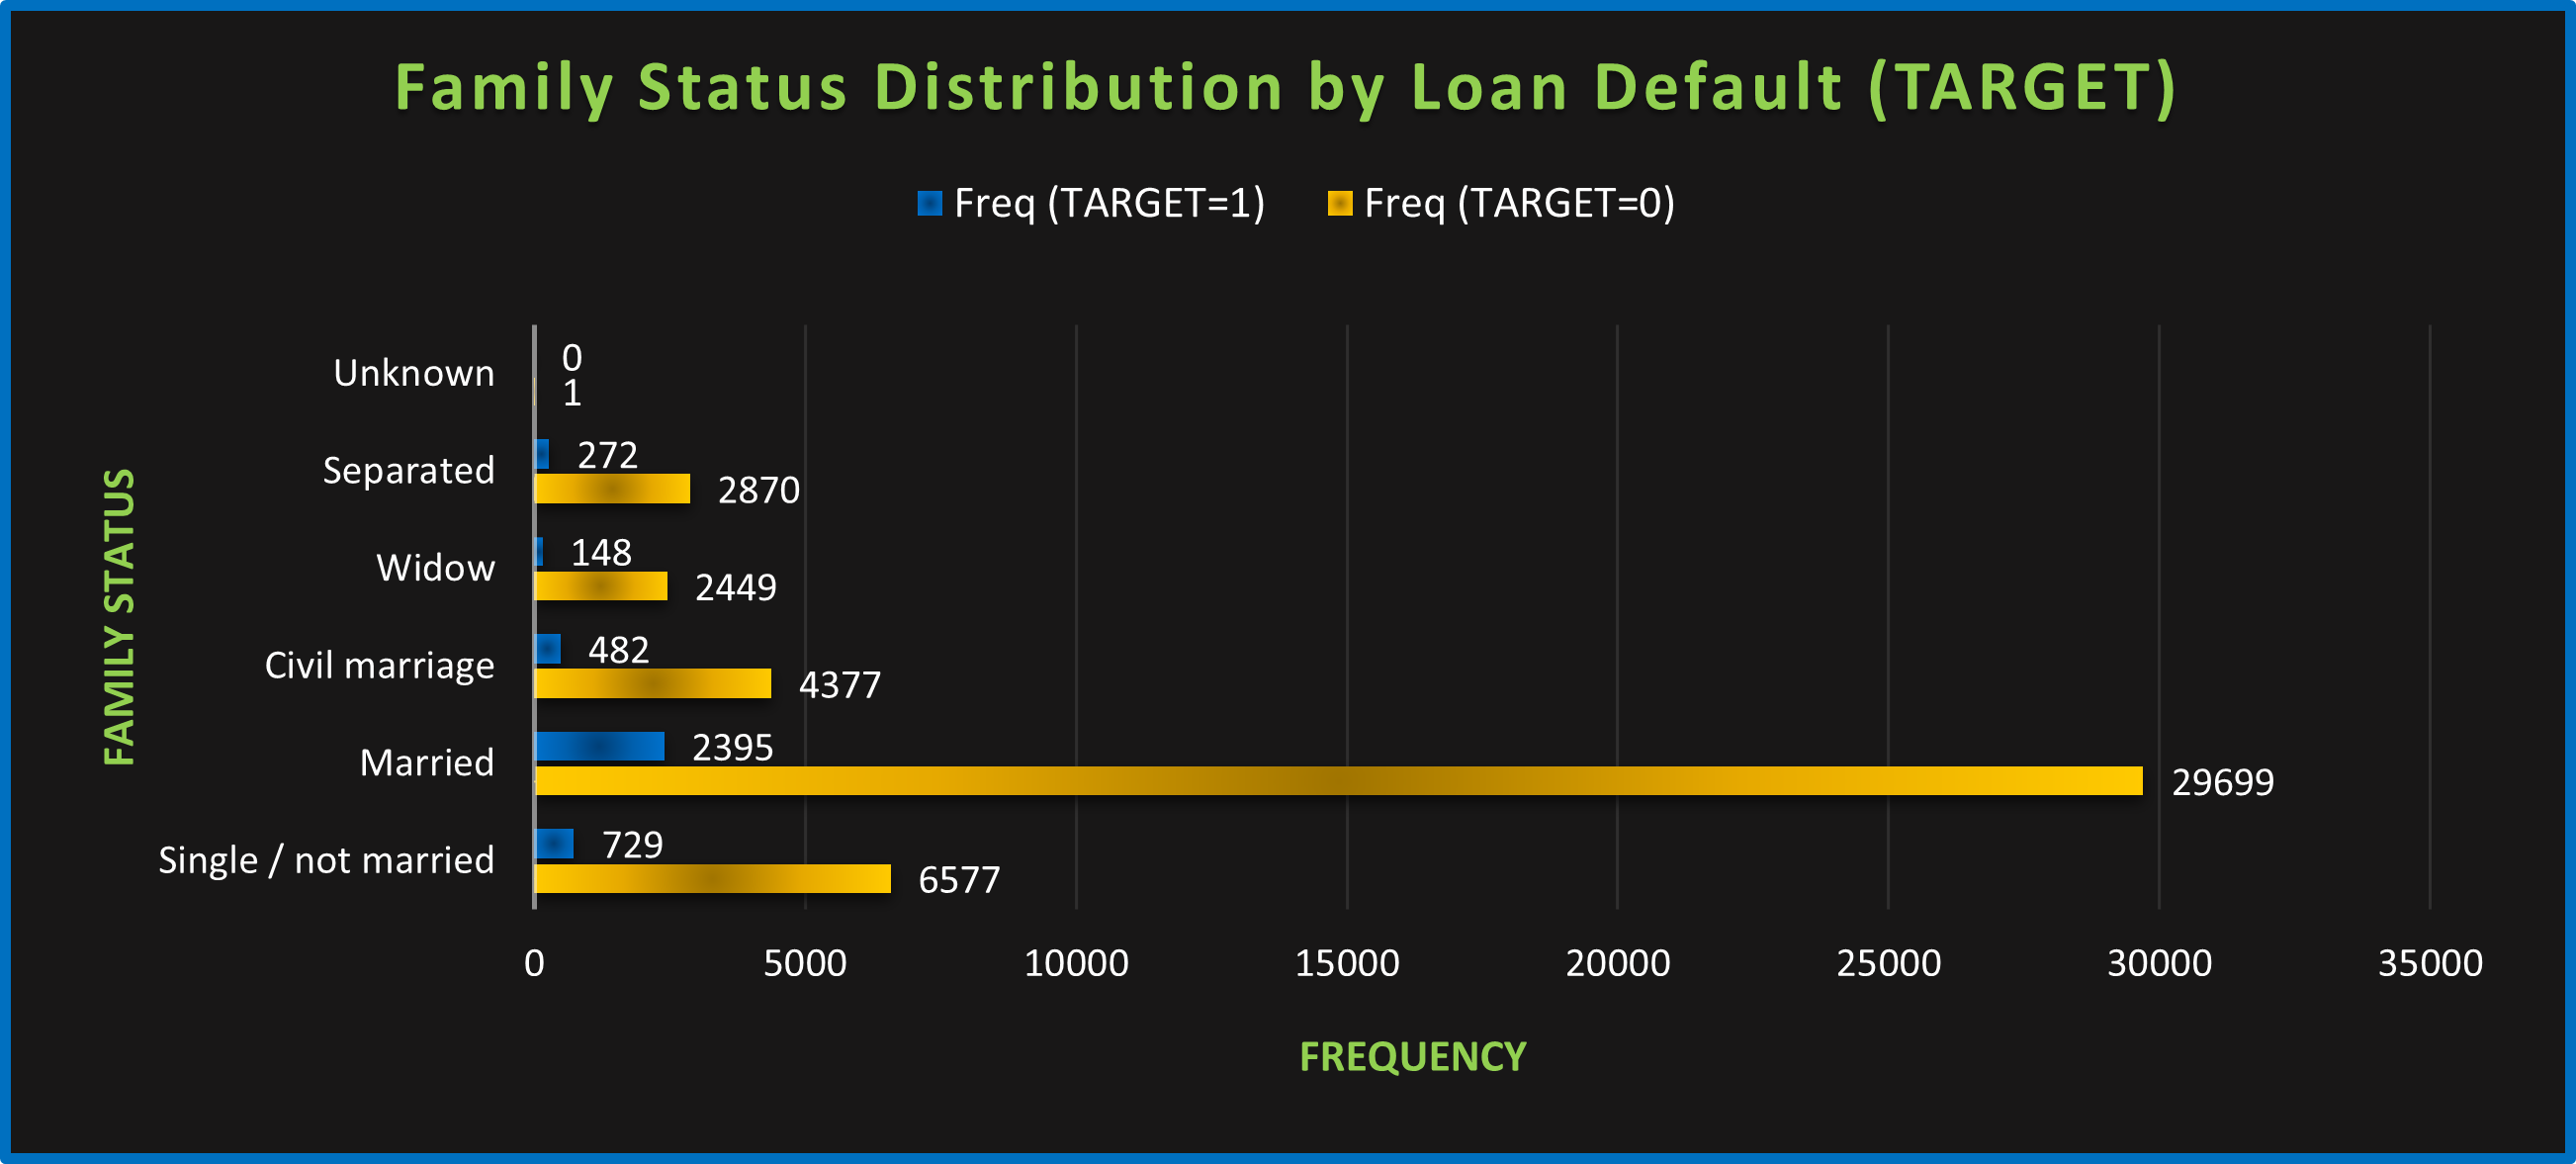 Family Status Distribution by Loan Default (TARGET)
Freq (TARGET=1) Freq (TARGET=0)
FAMILY STATUS
Unknown 0
1
Separated 272
2870
Widow 148
2449
Civil marriage 482
4377
Married 2395
29699
Single / not married 729
6577
0 5000 10000 15000 20000 25000 30000 35000
FREQUENCY